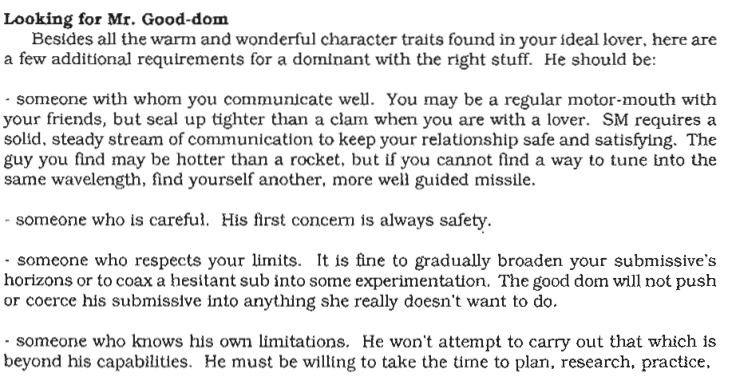 Looking for Mr. Good-dom
Besides all the warm and wonderful character traits found in your ideal lover, here are
a few additional requirements for a dominant with the right stuff. He should be:
- someone with whom you communicate well. You may be a regular motor-mouth with
your friends, but seal up tighter than a clam when you are with a lover. SM requires a
solid, steady stream of communication to keep your relationship safe and satisfying. The
guy you find may be hotter than a rocket, but if you cannot find a way to tune into the
same wavelength, find yourself another, more well guided missile.
- someone who is careful. His first concern is always safety.
- someone who respects your limits. It is fine to gradually broaden your submissive's
horizons or to coax a hesitant sub into some experimentation. The good dom will not push
or coerce his submissive into anything she really doesn't want to do.
- someone who knows his own limitations. He won't attempt to carry out that which is
beyond his capabilities. He must be willing to take the time to plan, research, practice,